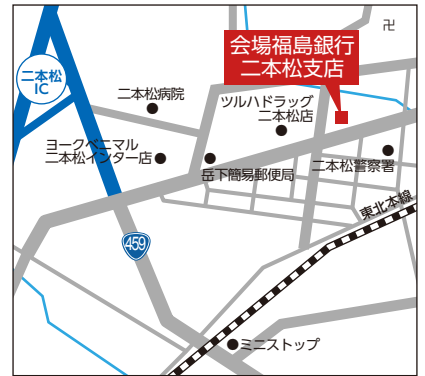 卍
会場福島銀行
二本松支店
二本松
IC
二本松病院
ツルハドラッグ
二本松店
ヨークベニマル
二本松インター店
岳下簡易郵便局
二本松警察署
東北本線
459
ミニストップ